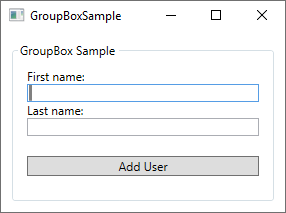 GroupBoxSample
GroupBox Sample
First name:
Last name:
Add User